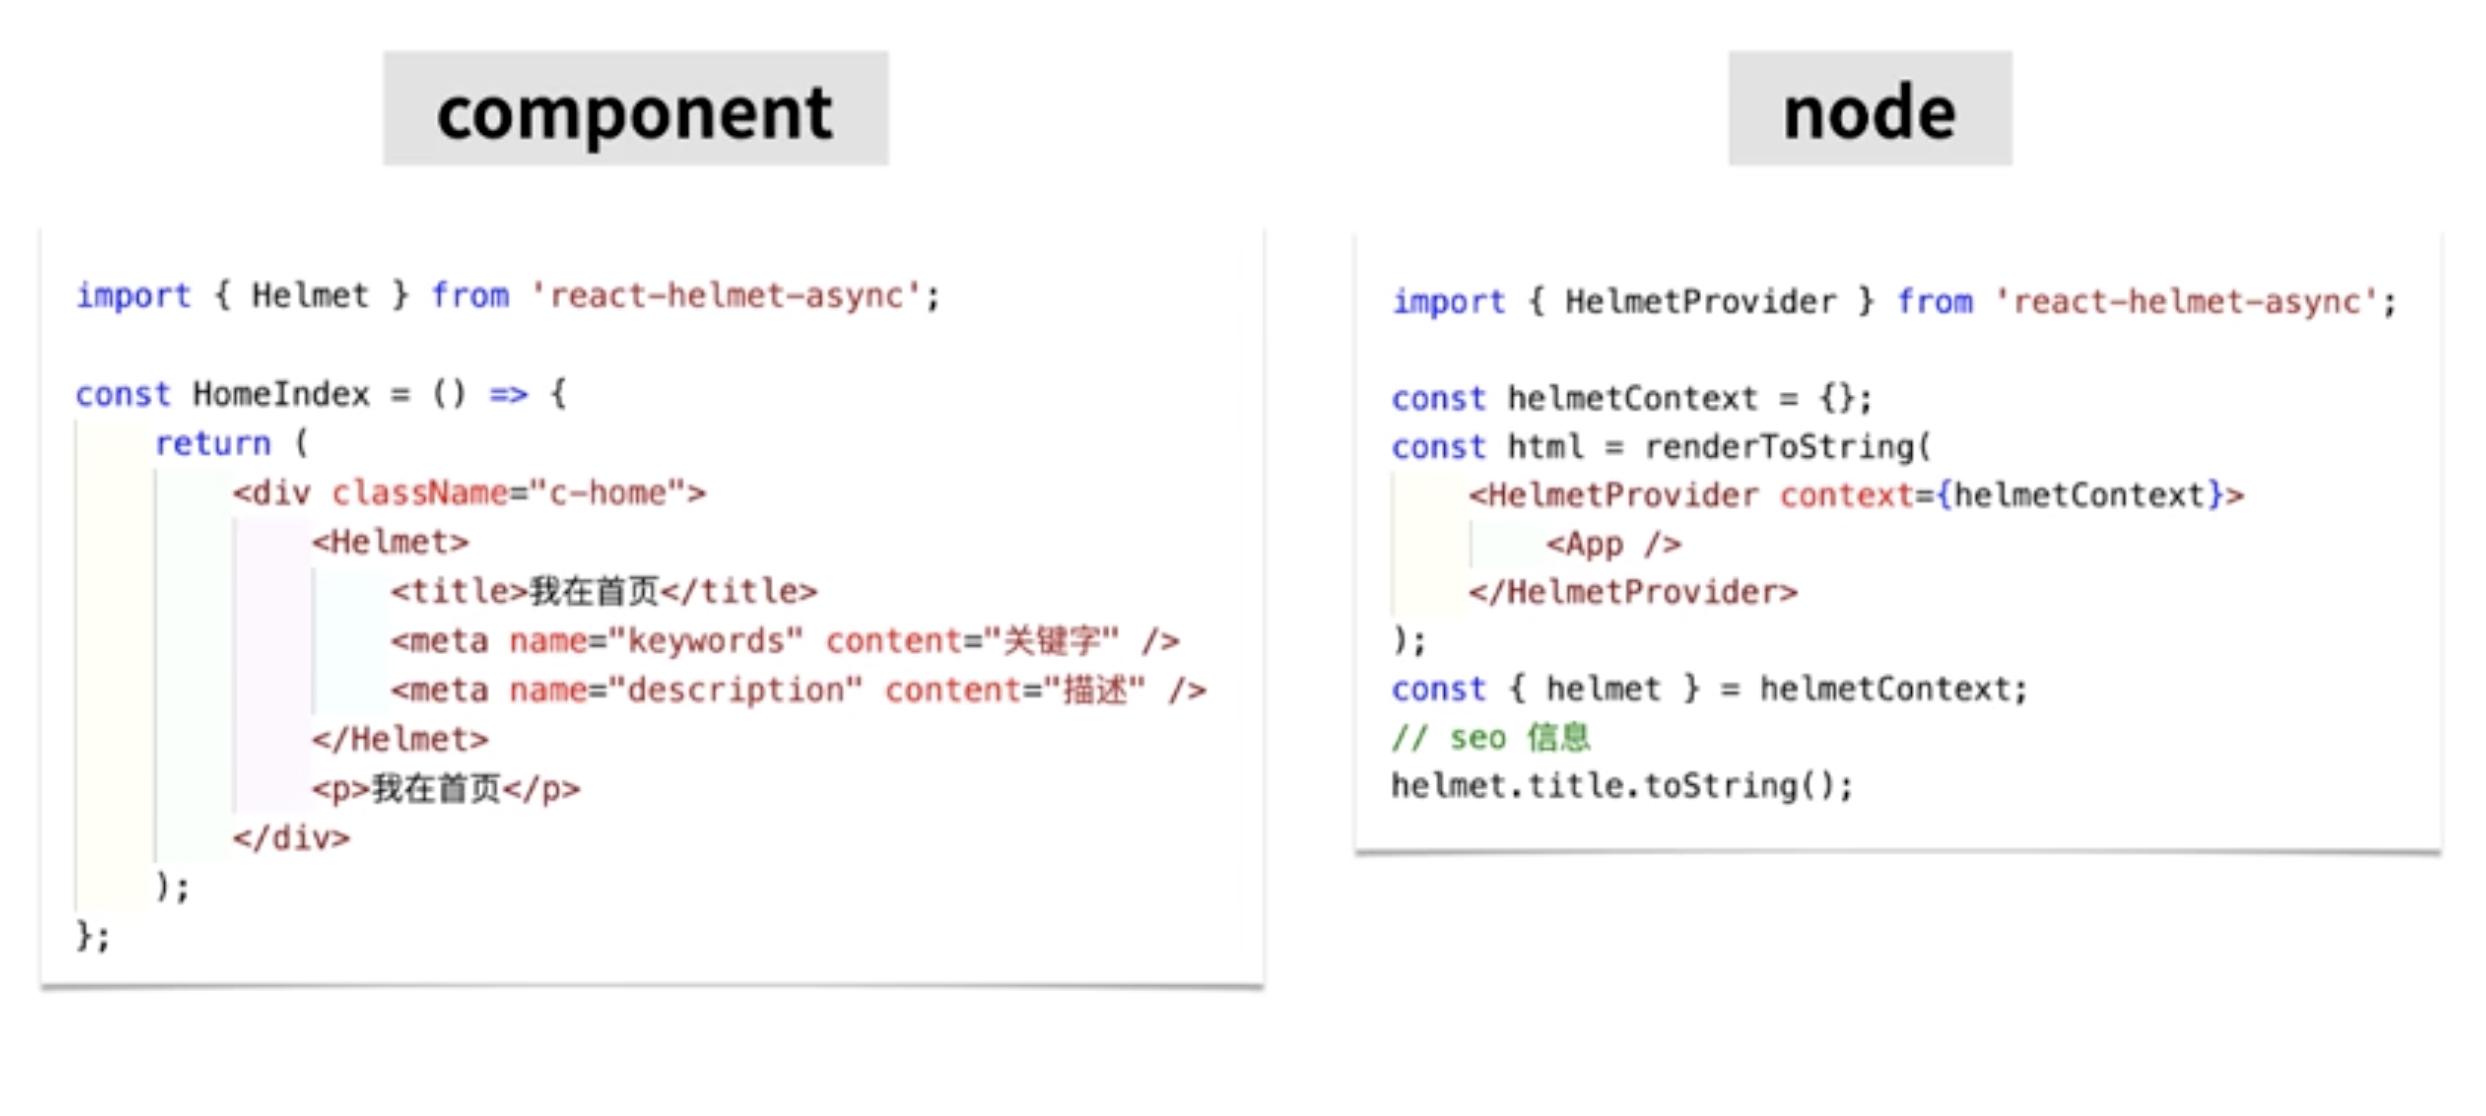 component
import { Helmet } from 'react-helmet-async';
const HomeIndex = () => {
return (
<div className="c-home">
<Helmet>
<title>我在首页</title>
<meta name="keywords" content="关键字" />
<meta name="description" content="描述" />
</Helmet>
<p>我在首页</p>
</div>
);
};
node
import { HelmetProvider } from 'react-helmet-async';
const helmetContext = {};
const html = renderToString(
<HelmetProvider context={helmetContext}>
<App />
</HelmetProvider>
);
const { helmet } = helmetContext;
// seo 信息
helmet.title.toString();